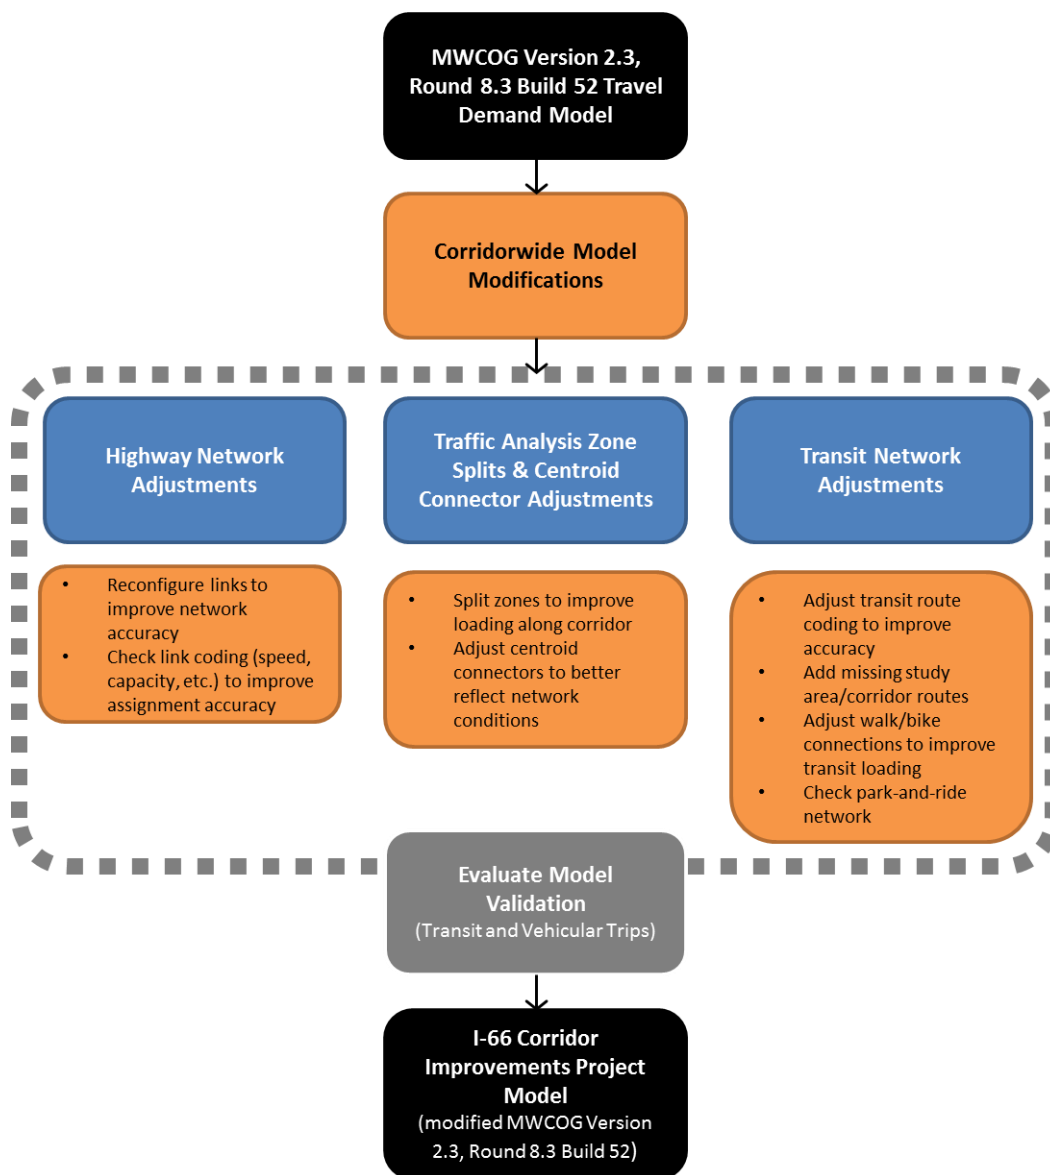 MWCOG Version 2.3,
Round 8.3 Build 52 Travel
Demand Model
Corridorwide Model
Modifications
Highway Network
Adjustments
• Reconfigure links to
improve network
accuracy
• Check link coding (speed,
capacity, etc.) to improve
assignment accuracy
Traffic Analysis Zone
Splits & Centroid
Connector Adjustments
• Split zones to improve
loading along corridor
• Adjust centroid
connectors to better
reflect network
conditions
Transit Network
Adjustments
• Adjust transit route
coding to improve
accuracy
• Add missing study
area/corridor routes
• Adjust walk/bike
connections to improve
transit loading
• Check park-and-ride
network
Evaluate Model
Validation
(Transit and Vehicular Trips)
I-66 Corridor
Improvements Project
Model
(modified MWCOG Version
2.3, Round 8.3 Build 52)